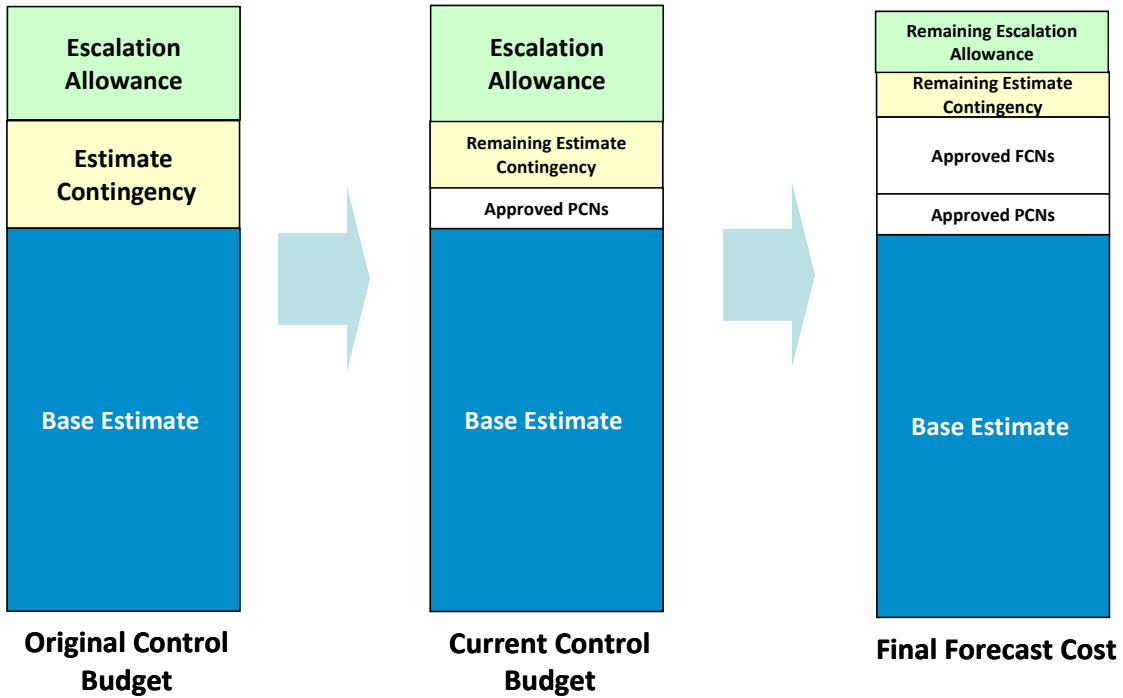 Escalation
Allowance
Estimate
Contingency
Base Estimate
Original Control
Budget
Escalation
Allowance
Remaining Estimate
Contingency
Approved PCNs
Base Estimate
Current Control
Budget
Remaining Escalation
Allowance
Remaining Estimate
Contingency
Approved FCNs
Approved PCNs
Base Estimate
Final Forecast Cost